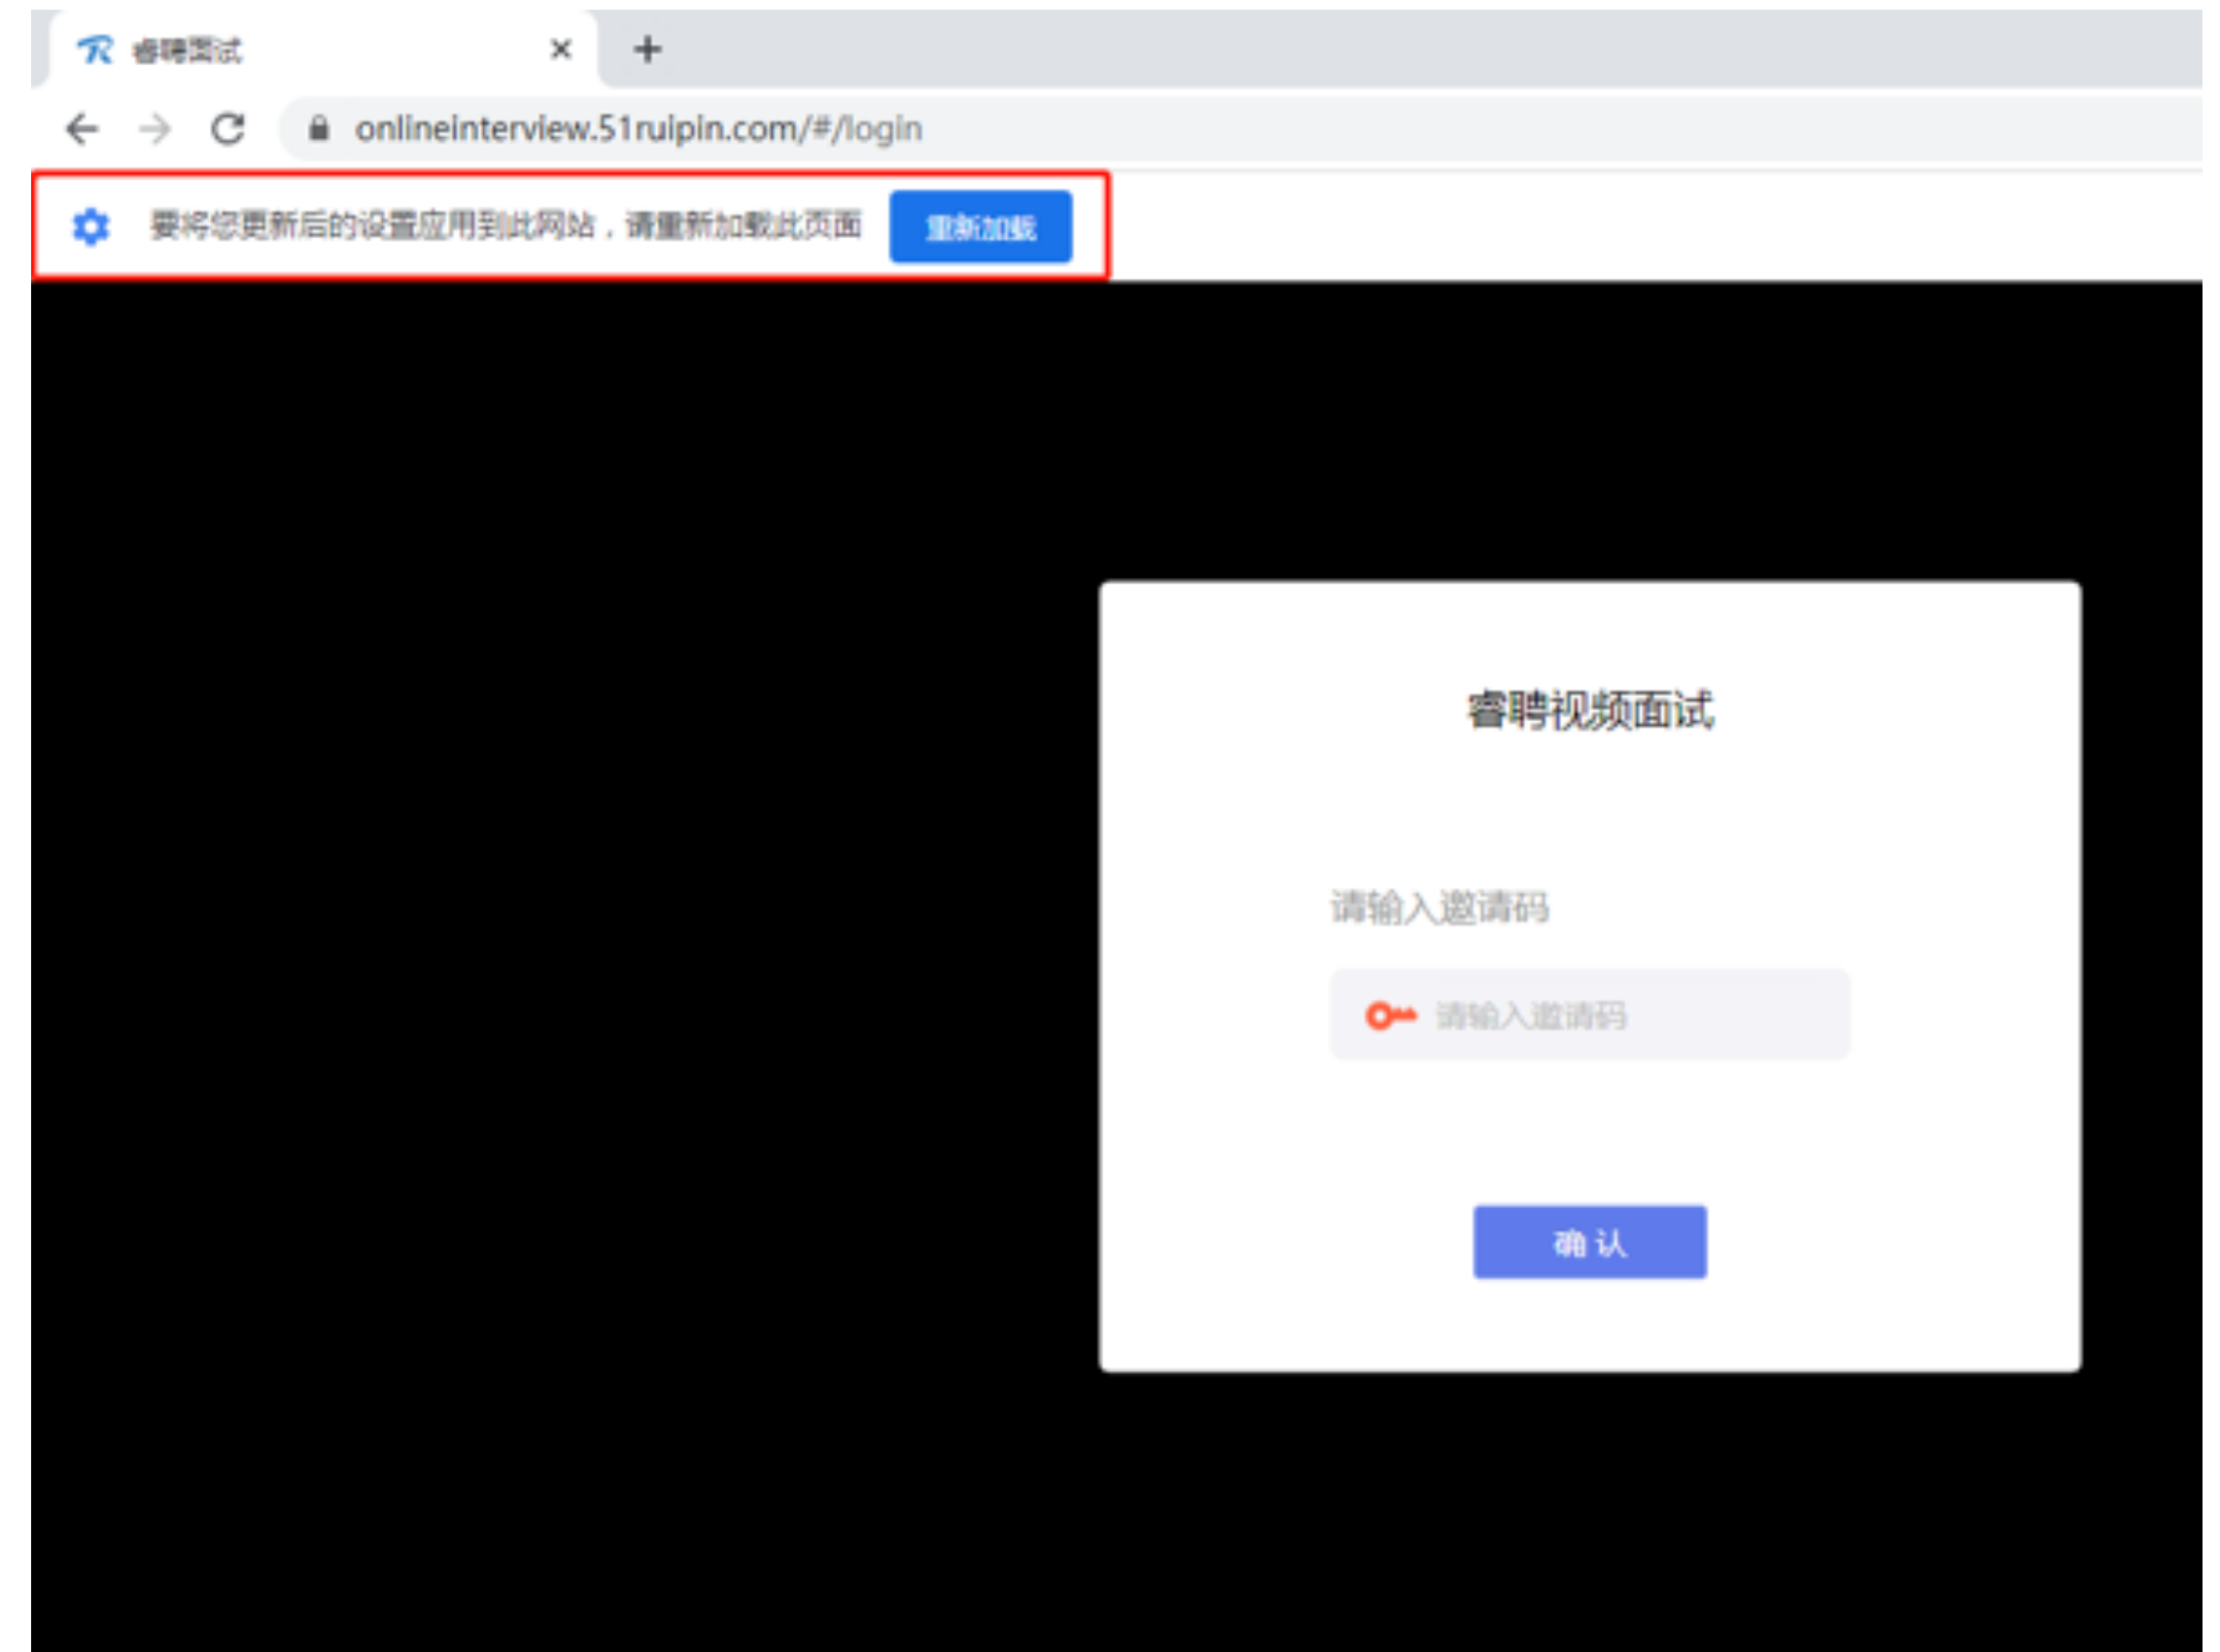 睿聘面试
onlineinterview.51ruipin.com/#/login
要将您更新后的设置应用到此网站，请重新加载此页面 重新加载
睿聘视频面试
请输入邀请码
请输入邀请码
确认